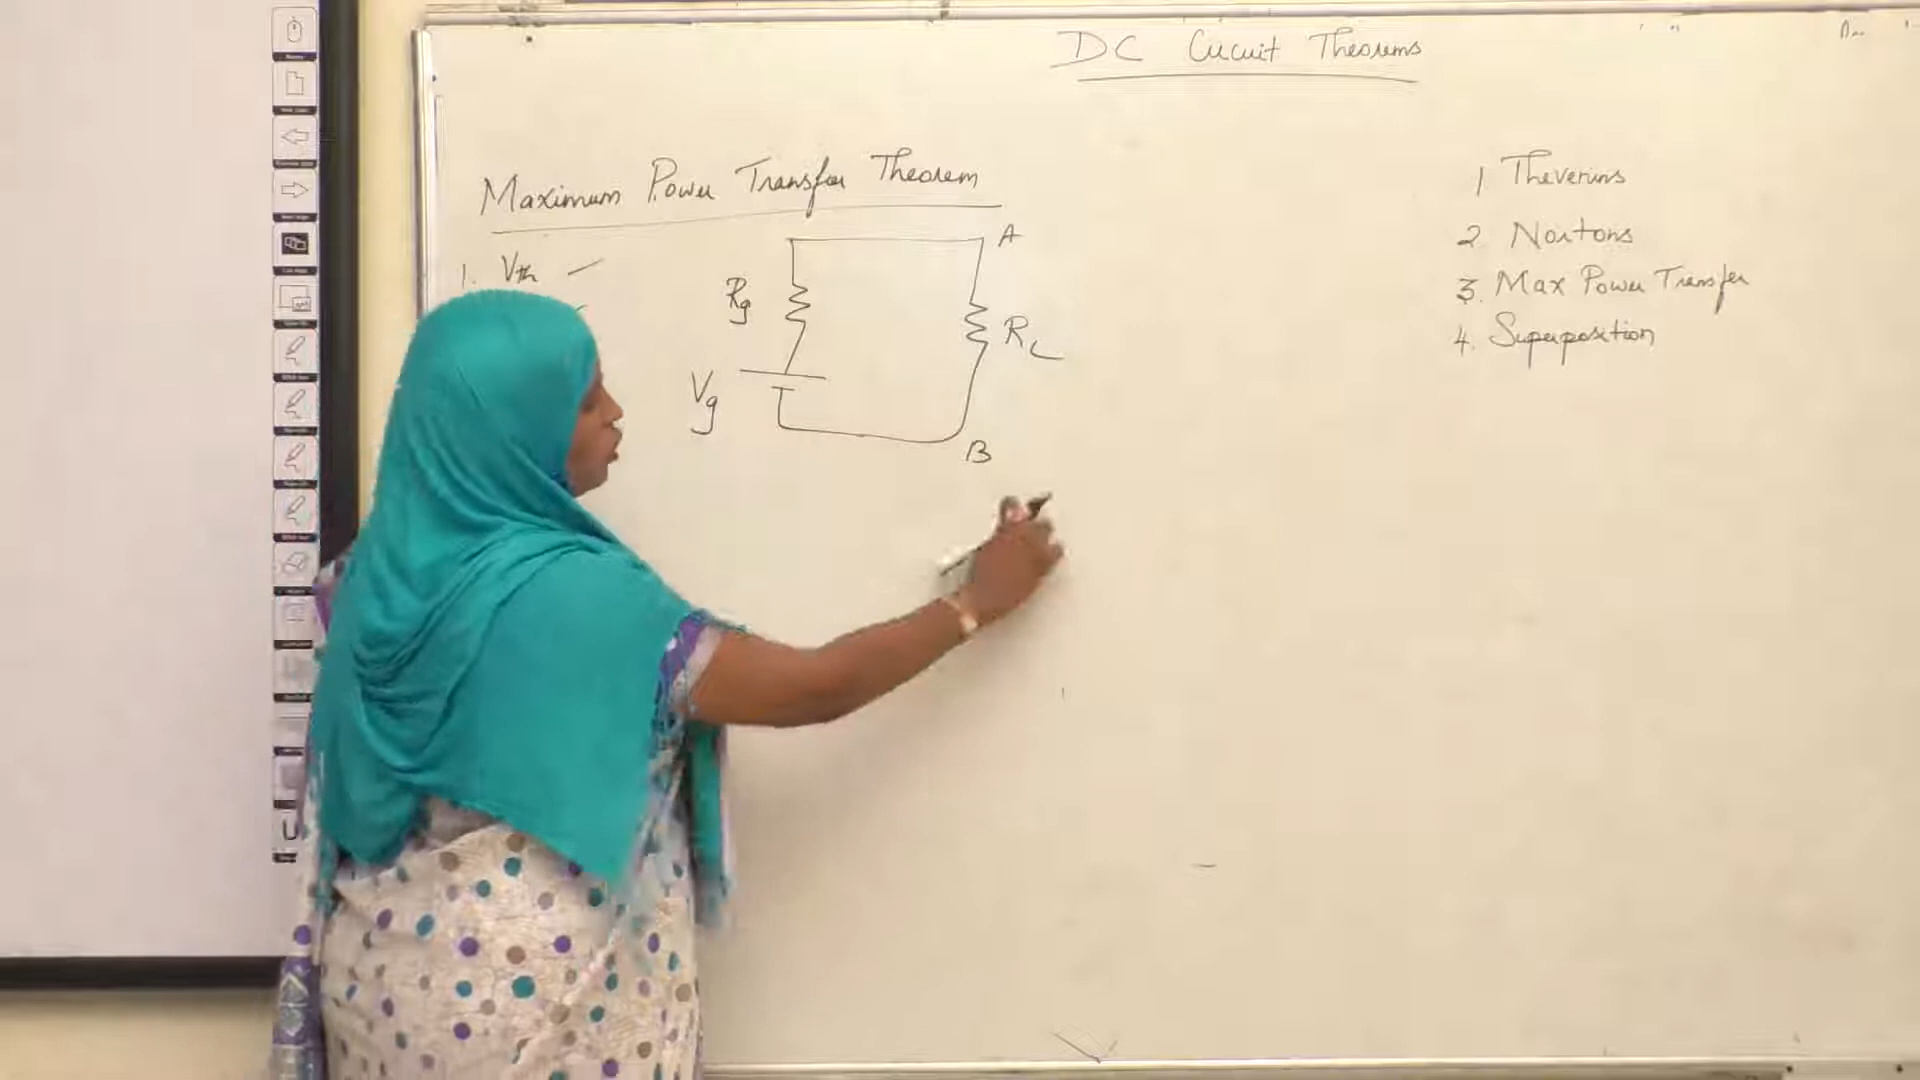 DC Cucuit Theorems
Maximum Power Transfer Theorem
1. Vth
A
Rg
RL
Vg
B
1 Thevenins
2. Nortons
3. Max Power Transfer
4. Superposition